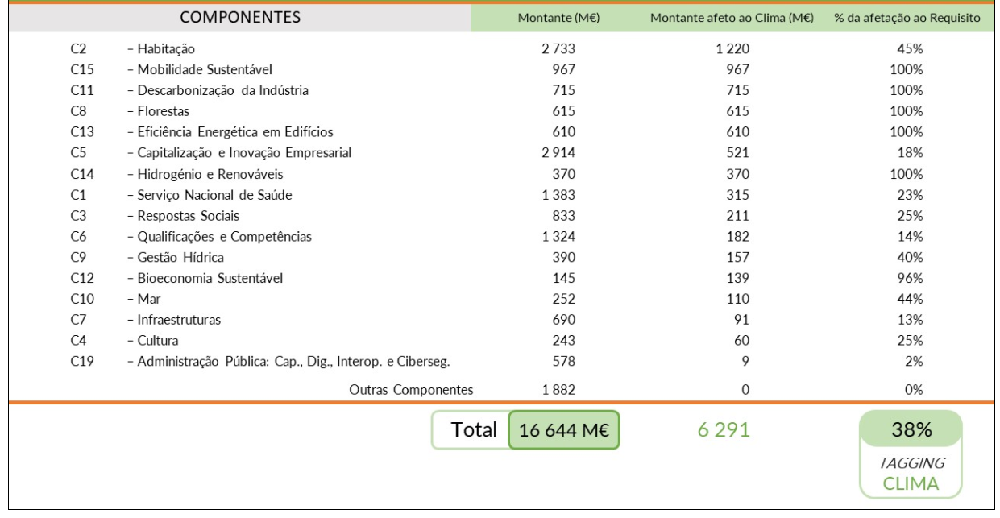 COMPONENTES Montante (M€) Montante afeto ao Clima (M€) % da afetação ao Requisito
C2 – Habitação 2 733 1 220 45%
C15 – Mobilidade Sustentável 967 967 100%
C11 – Descarbonização da Indústria 715 715 100%
C8 – Florestas 615 615 100%
C13 – Eficiência Energética em Edifícios 610 610 100%
C5 – Capitalização e Inovação Empresarial 2 914 521 18%
C14 – Hidrogénio e Renováveis 370 370 100%
C1 – Serviço Nacional de Saúde 1 383 315 23%
C3 – Respostas Sociais 833 211 25%
C6 – Qualificações e Competências 1 324 182 14%
C9 – Gestão Hídrica 390 157 40%
C12 – Bioeconomia Sustentável 145 139 96%
C10 – Mar 252 110 44%
C7 – Infraestruturas 690 91 13%
C4 – Cultura 243 60 25%
C19 – Administração Pública: Cap., Dig., Interop. e Ciberseg. 578 9 2%
Outras Componentes 1 882 0 0%
Total 16 644 M€ 6 291 38%
TAGGING
CLIMA